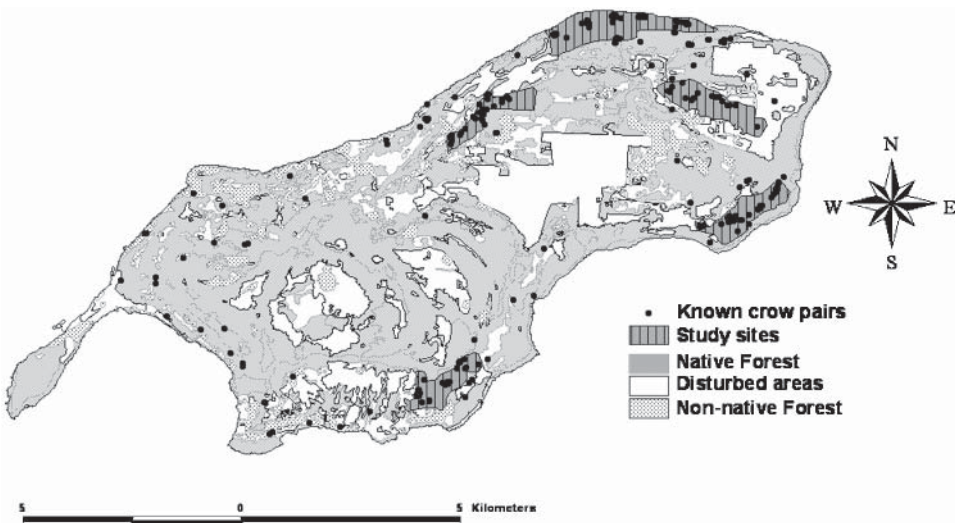 N
W E
S
Known crow pairs
Study sites
Native Forest
Disturbed areas
Non-native Forest
5 0 5 Kilometers